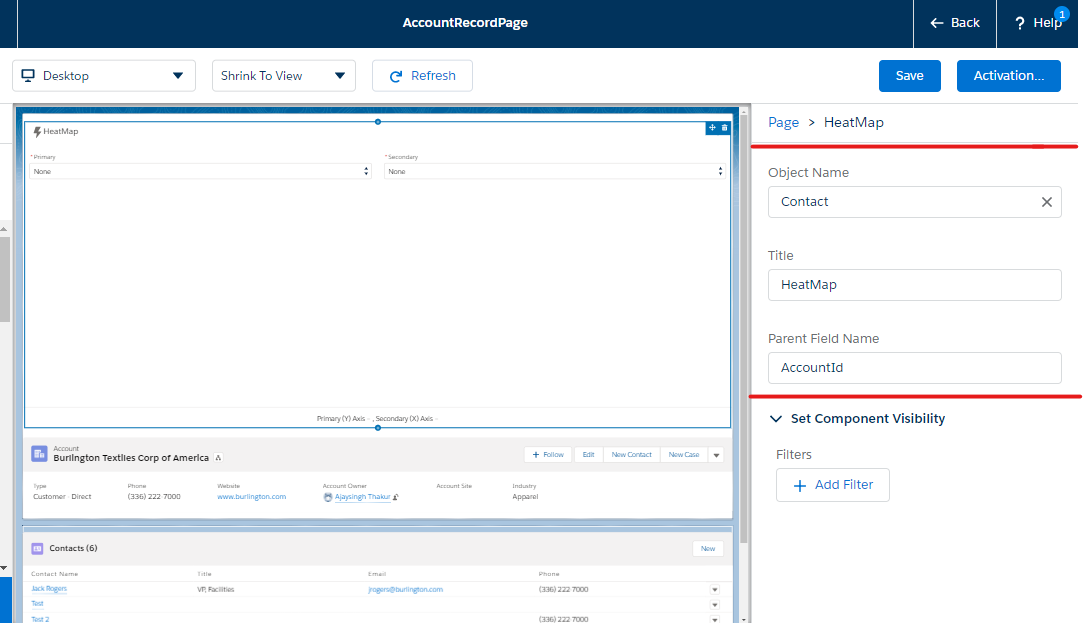 AccountRecordPage
Back
? Help
1
Desktop
Shrink To View
Refresh
Save
Activation...
HeatMap
*Primary
*Secondary
None
None
Primary (Y) Axis - , Secondary (X) Axis -
Account
Burlington Textiles Corp of America
Follow
Edit
New Contact
New Case
Type
Phone
Website
Account Owner
Account Site
Industry
Customer - Direct
(336) 222-7000
www.burlington.com
Ajaysingh Thakur
Apparel
Contacts (6)
New
Contact Name
Title
Email
Phone
Jack Rogers
VP, Facilities
jrogers@burlington.com
(336) 222-7000
Test
Test 2
(336) 222-7000
Page > HeatMap
Object Name
Contact
Title
HeatMap
Parent Field Name
AccountId
Set Component Visibility
Filters
+ Add Filter